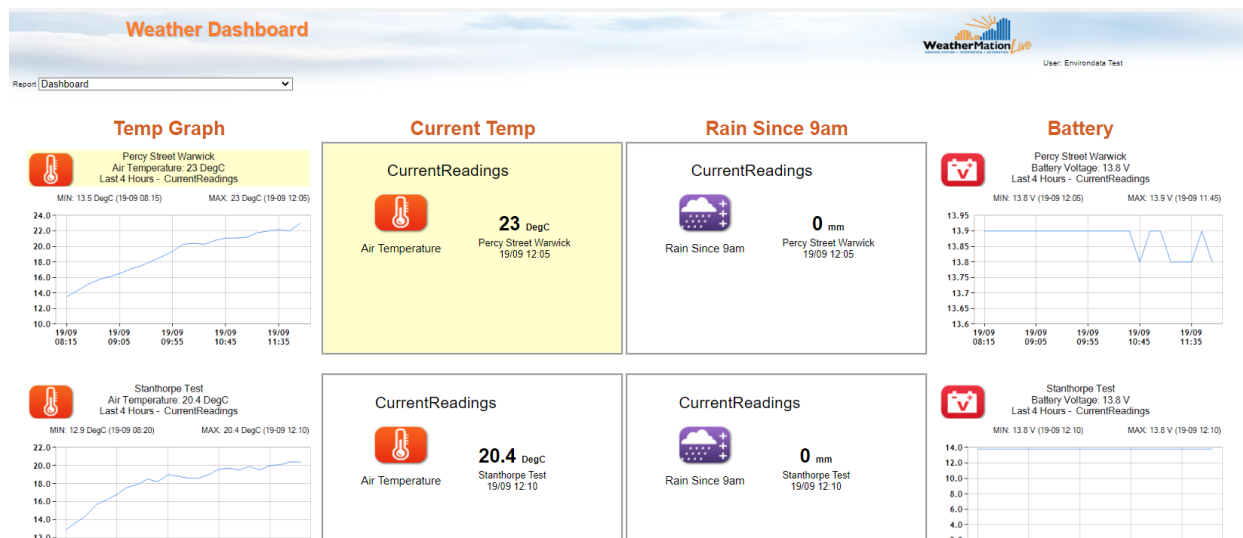 Weather Dashboard
WeatherMation Live
User: Environdata Test
Report Dashboard
Temp Graph
Current Temp
Rain Since 9am
Battery
Percy Street Warwick
Air Temperature: 23 DegC
Last 4 Hours - CurrentReadings
MIN: 13.5 DegC (19-09 08:15) MAX: 23 DegC (19-09 12:05)
24.0
22.0
20.0
18.0
16.0
14.0
12.0
10.0
19/09 19/09 19/09 19/09 19/09
08:15 09:05 09:55 10:45 11:35
CurrentReadings
23 DegC
Air Temperature
Percy Street Warwick
19/09 12:05
CurrentReadings
0 mm
Rain Since 9am
Percy Street Warwick
19/09 12:05
Percy Street Warwick
Battery Voltage: 13.8 V
Last 4 Hours - CurrentReadings
MIN: 13.8 V (19-09 12:05) MAX: 13.9 V (19-09 11:45)
13.95
13.9
13.85
13.8
13.75
13.7
13.65
13.6
19/09 19/09 19/09 19/09 19/09
08:15 09:05 09:55 10:45 11:35
Stanthorpe Test
Air Temperature: 20.4 DegC
Last 4 Hours - CurrentReadings
MIN: 12.9 DegC (19-09 08:20) MAX: 20.4 DegC (19-09 12:10)
22.0
20.0
18.0
16.0
14.0
12.0
CurrentReadings
20.4 DegC
Air Temperature
Stanthorpe Test
19/09 12:10
CurrentReadings
0 mm
Rain Since 9am
Stanthorpe Test
19/09 12:10
Stanthorpe Test
Battery Voltage: 13.8 V
Last 4 Hours - CurrentReadings
MIN: 13.8 V (19-09 12:10) MAX: 13.8 V (19-09 12:10)
14.0
12.0
10.0
8.0
6.0
4.0